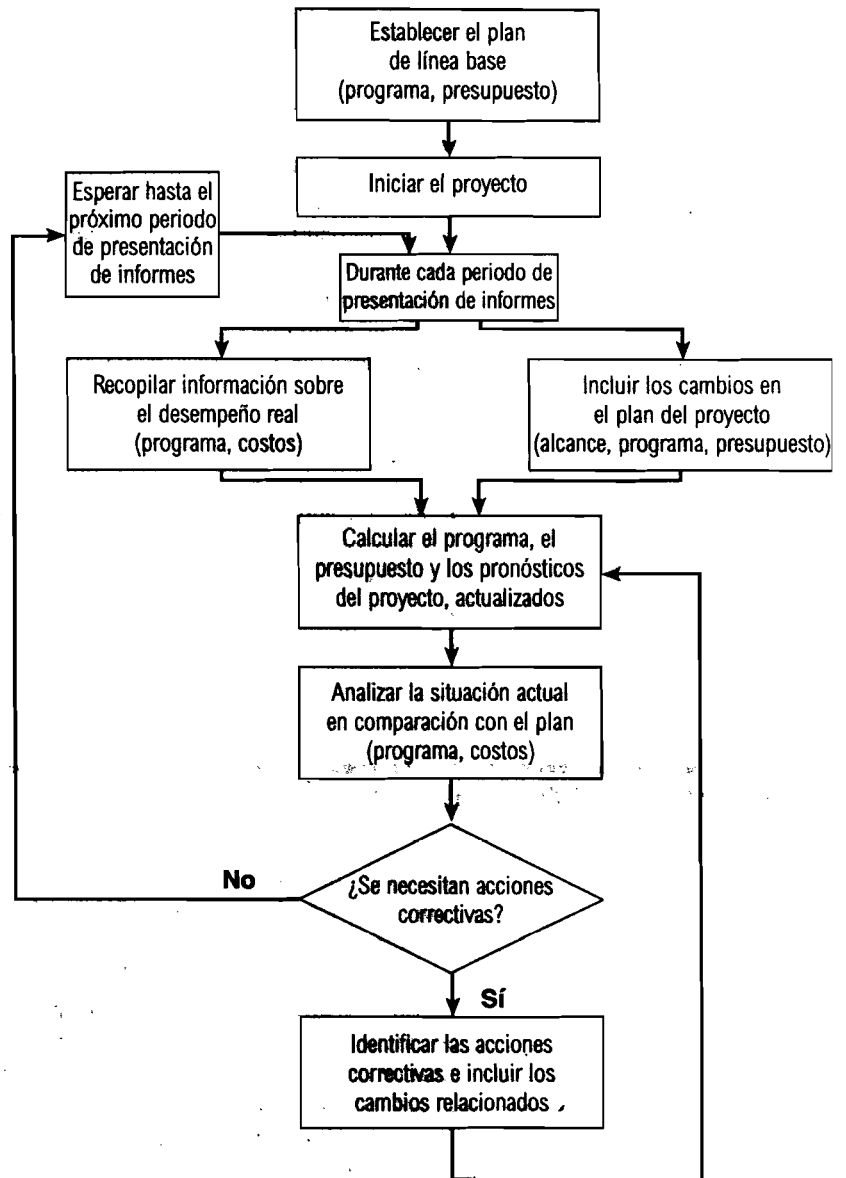 Establecer el plan
de línea base
(programa, presupuesto)
Iniciar el proyecto
Esperar hasta el
próximo periodo
de presentación
de informes
Durante cada periodo de
presentación de informes
Recopilar información sobre
el desempeño real
(programa, costos)
Incluir los cambios en
el plan del proyecto
(alcance, programa, presupuesto)
Calcular el programa, el
presupuesto y los pronósticos
del proyecto, actualizados
Analizar la situación actual
en comparación con el plan
(programa, costos)
No
¿Se necesitan acciones
correctivas?
Sí
Identificar las acciones
correctivas e incluir los
cambios relacionados